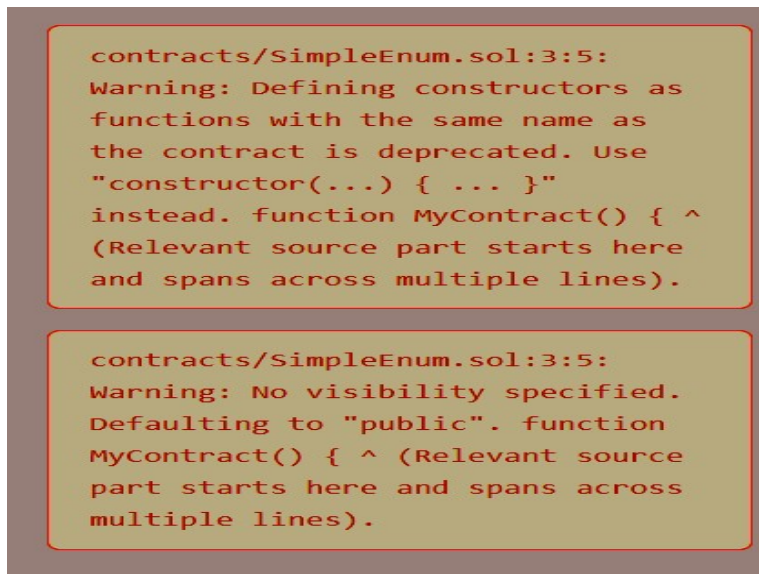 contracts/SimpleEnum.sol:3:5:
Warning: Defining constructors as
functions with the same name as
the contract is deprecated. Use
"constructor(...) { ... }"
instead. function MyContract() { ^
(Relevant source part starts here
and spans across multiple lines).
contracts/SimpleEnum.sol:3:5:
Warning: No visibility specified.
Defaulting to "public". function
MyContract() { ^ (Relevant source
part starts here and spans across
multiple lines).